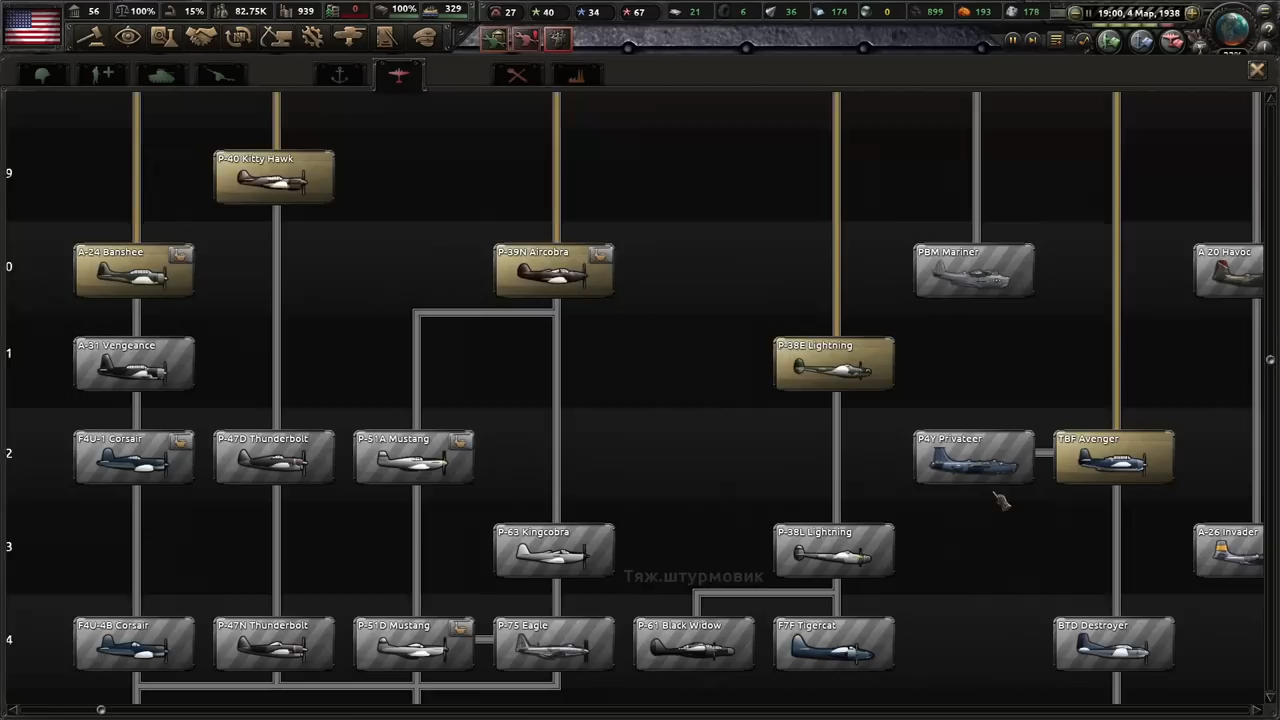 56 100% 15% 82.75K 939 0 100% 329 27 40 34 67 21 6 36 174 0 899 193 178 19:00, 4 Мар, 1938
9
P-40 Kitty Hawk
0
A-24 Banshee
P-39N Aircobra
PBM Mariner
A 20 Havoc
1
A-31 Vengeance
P-38E Lightning
2
F4U-1 Corsair
P-47D Thunderbolt
P-51A Mustang
P4Y Privateer
TBF Avenger
3
P-63 Kingcobra
P-38L Lightning
A-26 Invader
Тяж.штурмовик
4
F4U-4B Corsair
P-47N Thunderbolt
P-51D Mustang
P-75 Eagle
P-61 Black Widow
F7F Tigercat
BTD Destroyer